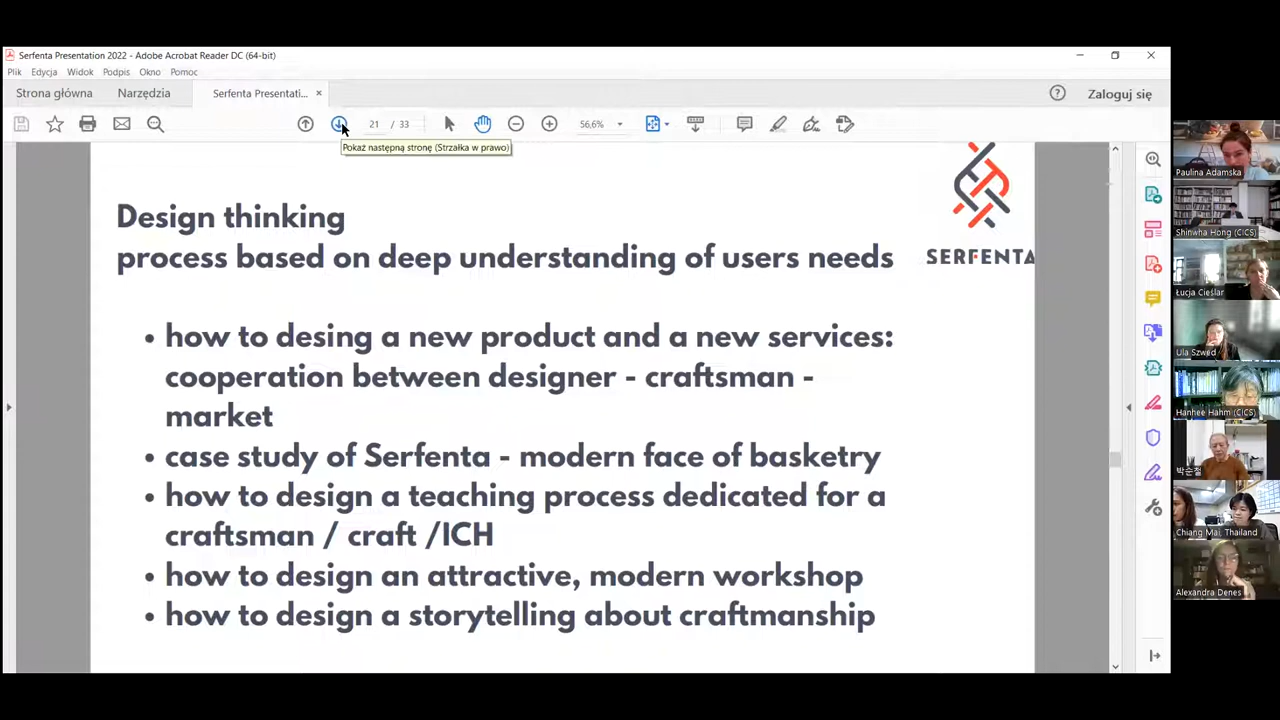 Serfenta Presentation 2022 - Adobe Acrobat Reader DC (64-bit)
Plik Edycja Widok Podpis Okno Pomoc
Strona główna Narzędzia Serfenta Presentati... × Zaloguj się
21 / 33 56,6%
Pokaż następną stronę (Strzałka w prawo)
SERFENTA
Design thinking
process based on deep understanding of users needs
• how to desing a new product and a new services:
cooperation between designer - craftsman -
market
• case study of Serfenta - modern face of basketry
• how to design a teaching process dedicated for a
craftsman / craft /ICH
• how to design an attractive, modern workshop
• how to design a storytelling about craftmanship
Paulina Adamska
Shinwha Hong (CICS)
Łucja Cieślar
Ula Szwed
Hanhee Hahm (CICS)
박순철
Chiang Mai, Thailand
Alexandra Denes